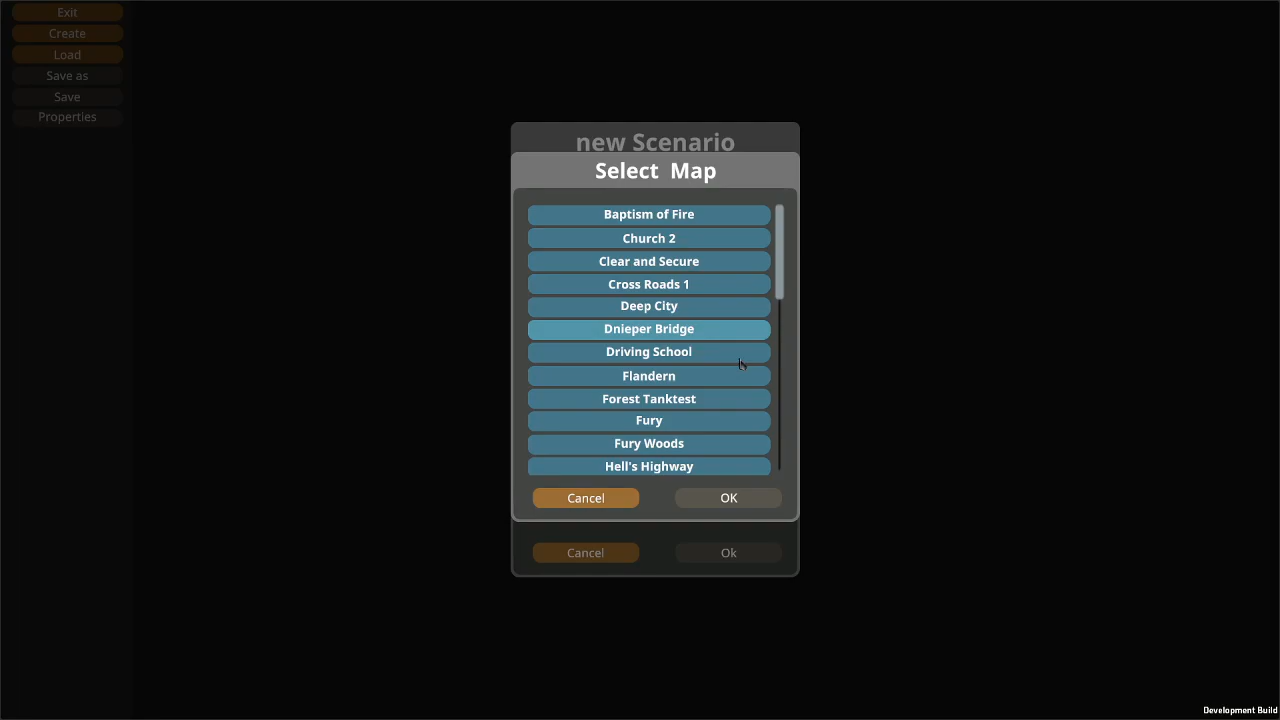 Exit
Create
Load
Save as
Save
Properties
new Scenario
Select Map
Baptism of Fire
Church 2
Clear and Secure
Cross Roads 1
Deep City
Dnieper Bridge
Driving School
Flandern
Forest Tanktest
Fury
Fury Woods
Hell's Highway
Cancel OK
Cancel Ok
Development Build